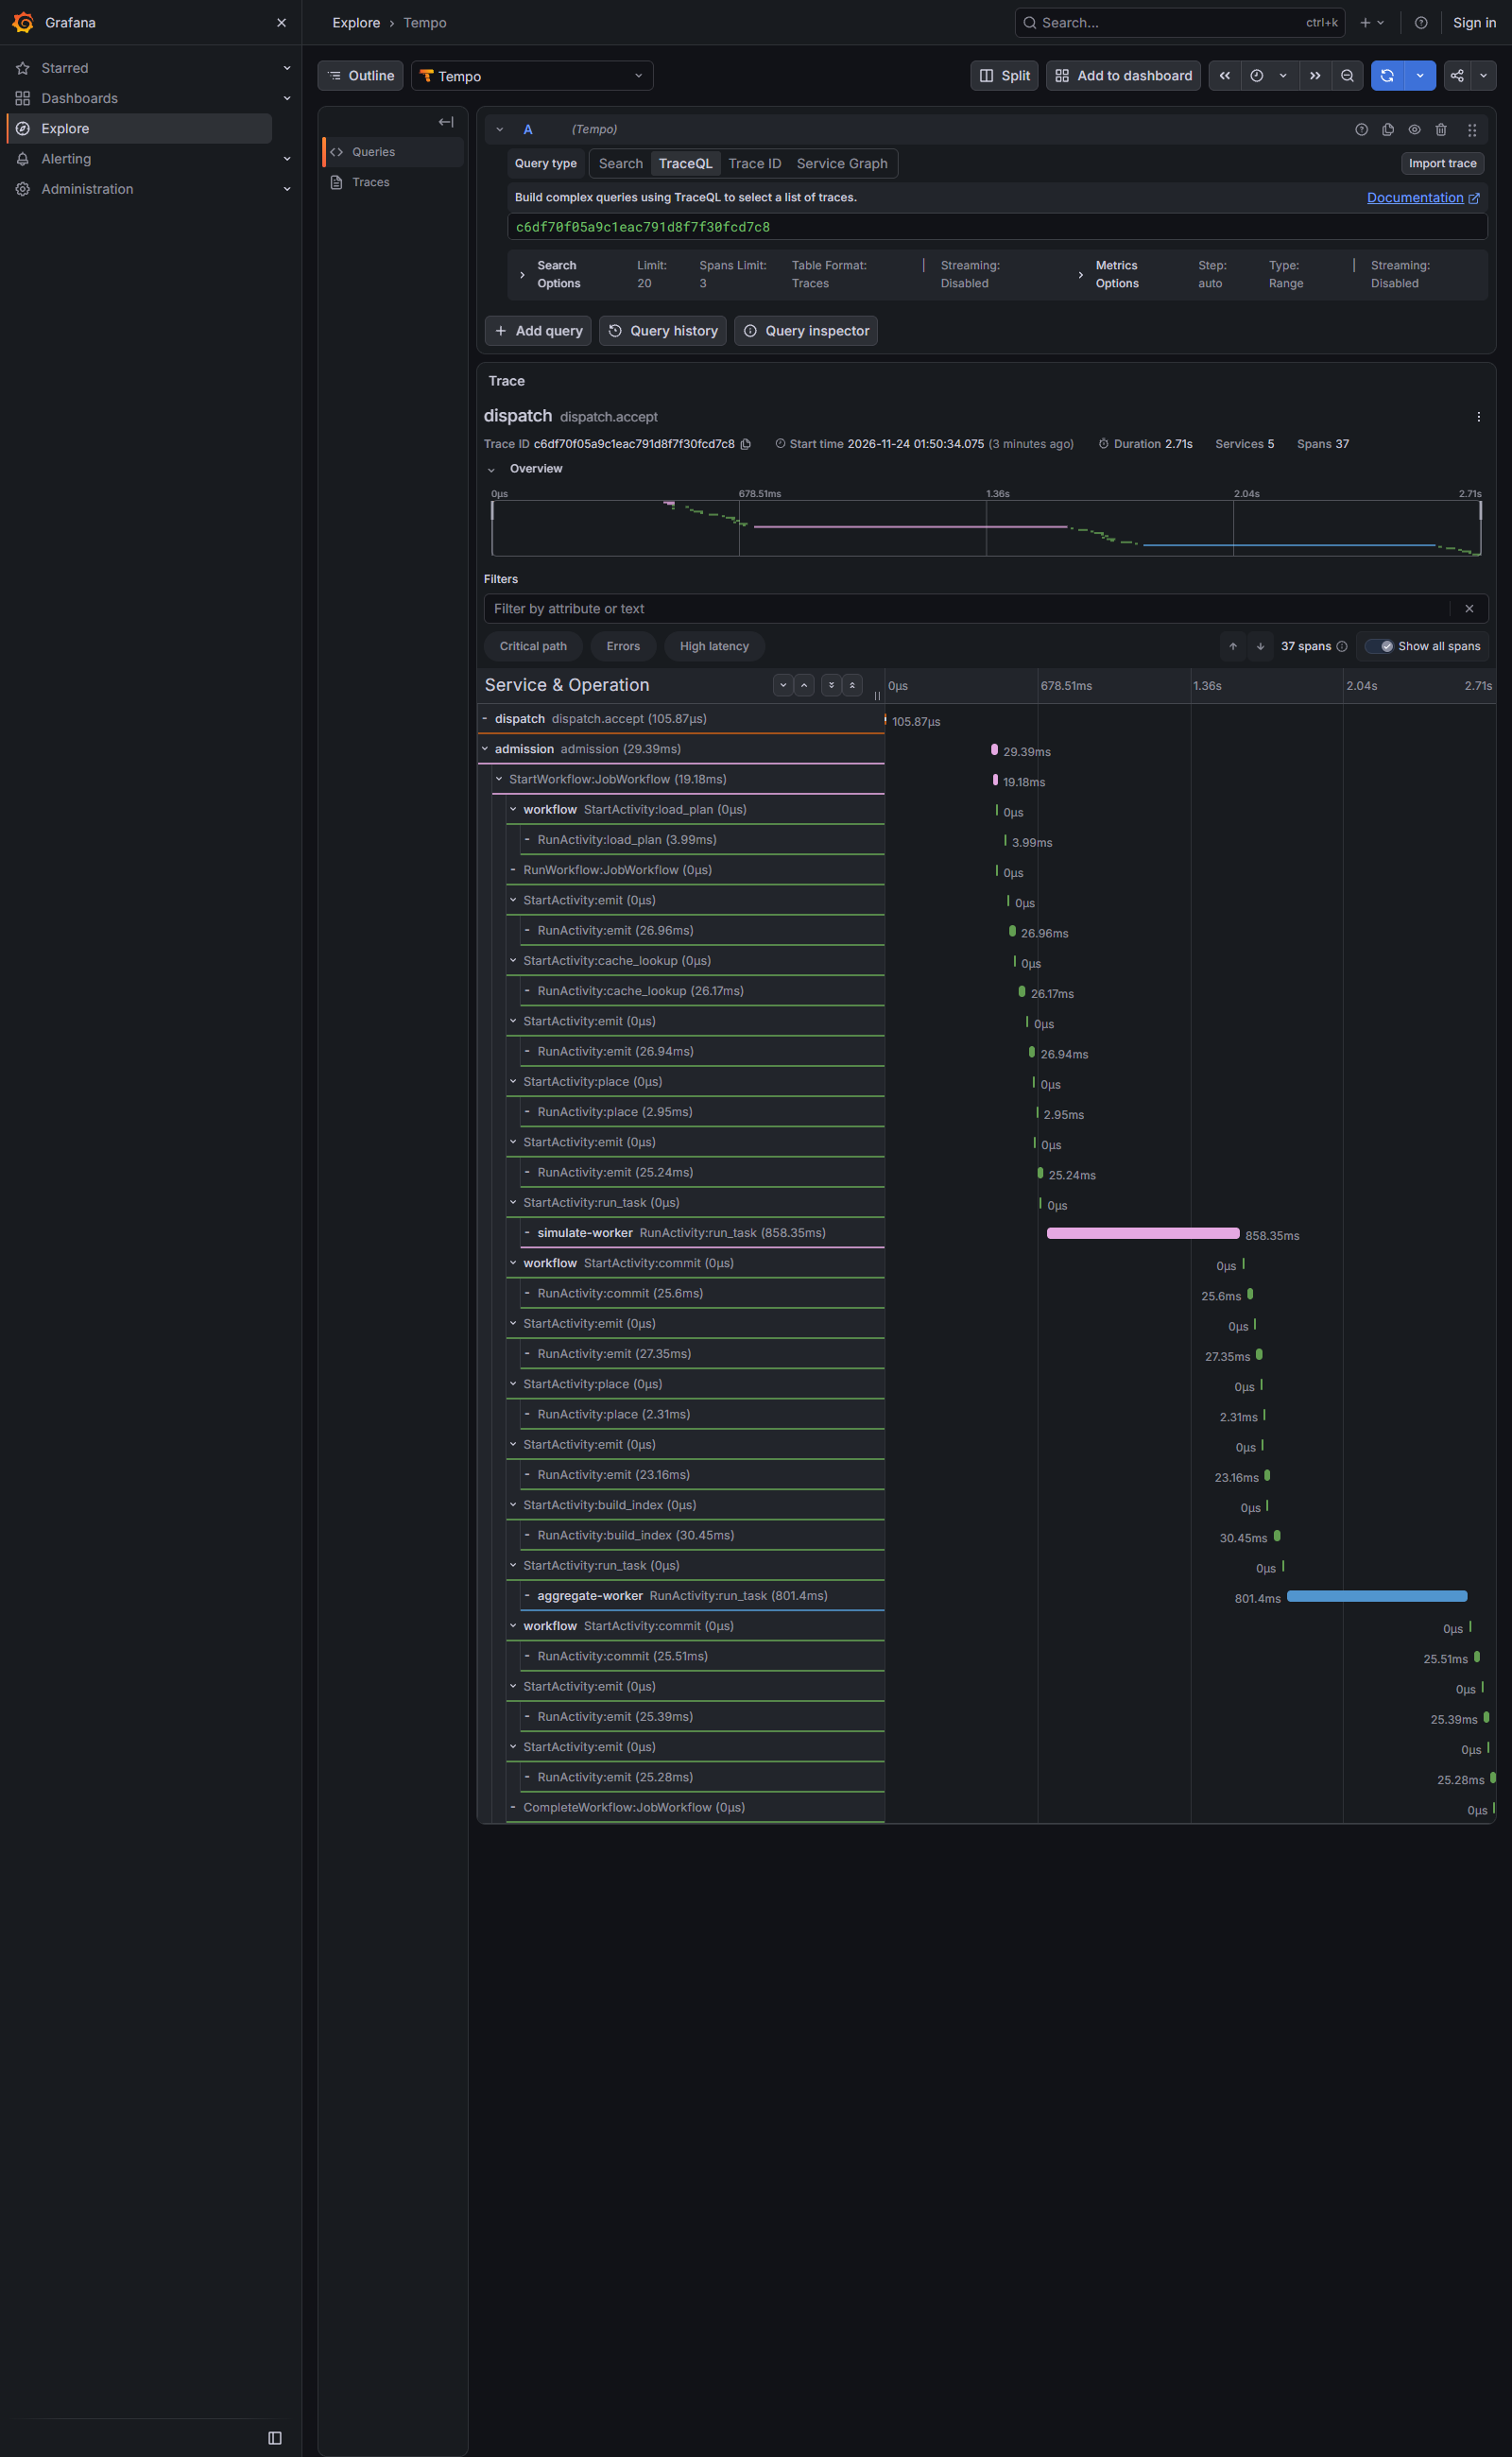 Grafana
Explore › Tempo
Search...
ctrl+k
Sign in
Starred
Dashboards
Explore
Alerting
Administration
Outline
Tempo
Split
Add to dashboard
Queries
Traces
A
(Tempo)
Query type
Search
TraceQL
Trace ID
Service Graph
Import trace
Build complex queries using TraceQL to select a list of traces.
Documentation
c6df70f05a9c1eac791d8f7f30fcd7c8
Search Options
Limit: 20
Spans Limit: 3
Table Format: Traces
Streaming: Disabled
Metrics Options
Step: auto
Type: Range
Streaming: Disabled
Add query
Query history
Query inspector
Trace
dispatch dispatch.accept
Trace ID c6df70f05a9c1eac791d8f7f30fcd7c8 Start time 2026-11-24 01:50:34.075 (3 minutes ago) Duration 2.71s Services 5 Spans 37
Overview
0μs 678.51ms 1.36s 2.04s 2.71s
Filters
Filter by attribute or text
Critical path
Errors
High latency
37 spans
Show all spans
Service & Operation
0μs 678.51ms 1.36s 2.04s 2.71s
dispatch dispatch.accept (105.87μs) 105.87μs
admission admission (29.39ms) 29.39ms
StartWorkflow:JobWorkflow (19.18ms) 19.18ms
workflow StartActivity:load_plan (0μs) 0μs
RunActivity:load_plan (3.99ms) 3.99ms
RunWorkflow:JobWorkflow (0μs) 0μs
StartActivity:emit (0μs) 0μs
RunActivity:emit (26.96ms) 26.96ms
StartActivity:cache_lookup (0μs) 0μs
RunActivity:cache_lookup (26.17ms) 26.17ms
StartActivity:emit (0μs) 0μs
RunActivity:emit (26.94ms) 26.94ms
StartActivity:place (0μs) 0μs
RunActivity:place (2.95ms) 2.95ms
StartActivity:emit (0μs) 0μs
RunActivity:emit (25.24ms) 25.24ms
StartActivity:run_task (0μs) 0μs
simulate-worker RunActivity:run_task (858.35ms) 858.35ms
workflow StartActivity:commit (0μs) 0μs
RunActivity:commit (25.6ms) 25.6ms
StartActivity:emit (0μs) 0μs
RunActivity:emit (27.35ms) 27.35ms
StartActivity:place (0μs) 0μs
RunActivity:place (2.31ms) 2.31ms
StartActivity:emit (0μs) 0μs
RunActivity:emit (23.16ms) 23.16ms
StartActivity:build_index (0μs) 0μs
RunActivity:build_index (30.45ms) 30.45ms
StartActivity:run_task (0μs) 0μs
aggregate-worker RunActivity:run_task (801.4ms) 801.4ms
workflow StartActivity:commit (0μs) 0μs
RunActivity:commit (25.51ms) 25.51ms
StartActivity:emit (0μs) 0μs
RunActivity:emit (25.39ms) 25.39ms
StartActivity:emit (0μs) 0μs
RunActivity:emit (25.28ms) 25.28ms
CompleteWorkflow:JobWorkflow (0μs) 0μs